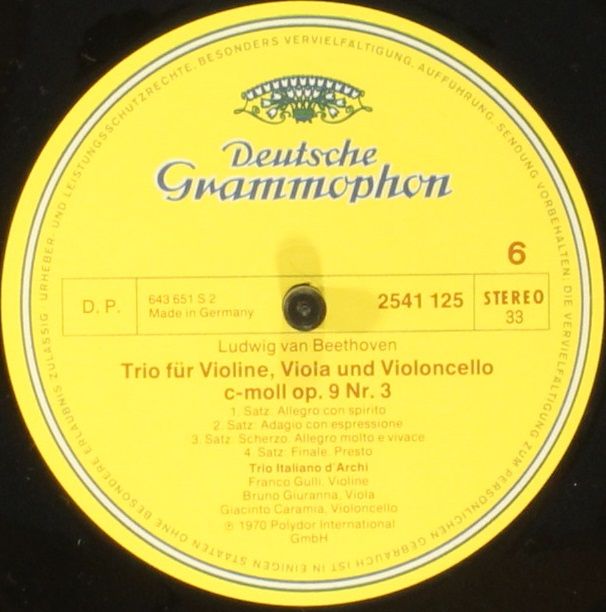 Deutsche
Grammophon
6
D. P.
643 651 S 2
Made in Germany
2541 125
STEREO
33
Ludwig van Beethoven
Trio für Violine, Viola und Violoncello
c-moll op. 9 Nr. 3
1. Satz: Allegro con spirito
2. Satz: Adagio con espressione
3. Satz: Scherzo. Allegro molto e vivace
4. Satz: Finale. Presto
Trio Italiano d'Archi
Franco Gulli, Violine
Bruno Giuranna, Viola
Giacinto Caramia, Violoncello
℗ 1970 Polydor International
GmbH
URHEBER- UND LEISTUNGSSCHUTZRECHTE, BESONDERS VERVIELFÄLTIGUNG, AUFFÜHRUNG, SENDUNG VORBEHALTEN; DIE VERVIELFÄLTIGUNG ZUM PERSÖNLICHEN GEBRAUCH IST IN EINIGEN STAATEN OHNE BESONDERE ERLAUBNIS ZULÄSSIG ·